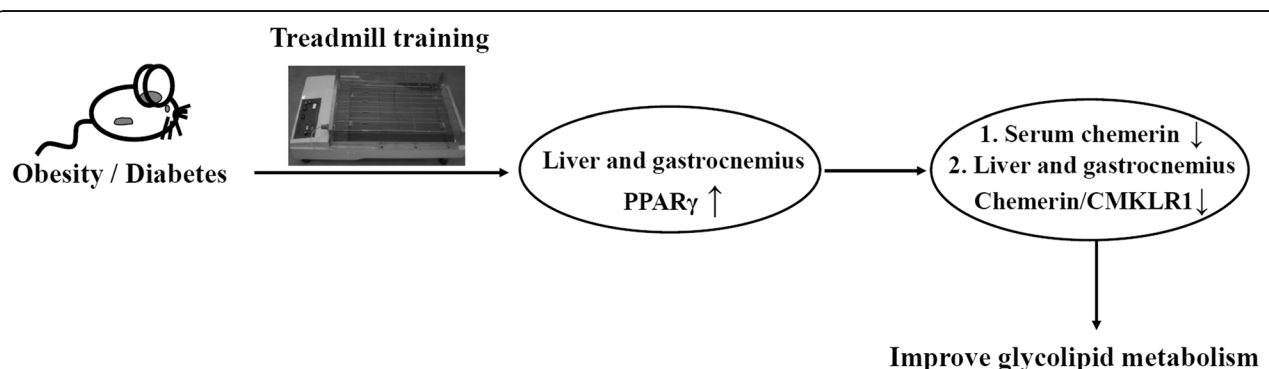 Treadmill training
Obesity / Diabetes
Liver and gastrocnemius
PPARγ ↑
1. Serum chemerin ↓
2. Liver and gastrocnemius
Chemerin/CMKLR1↓
Improve glycolipid metabolism